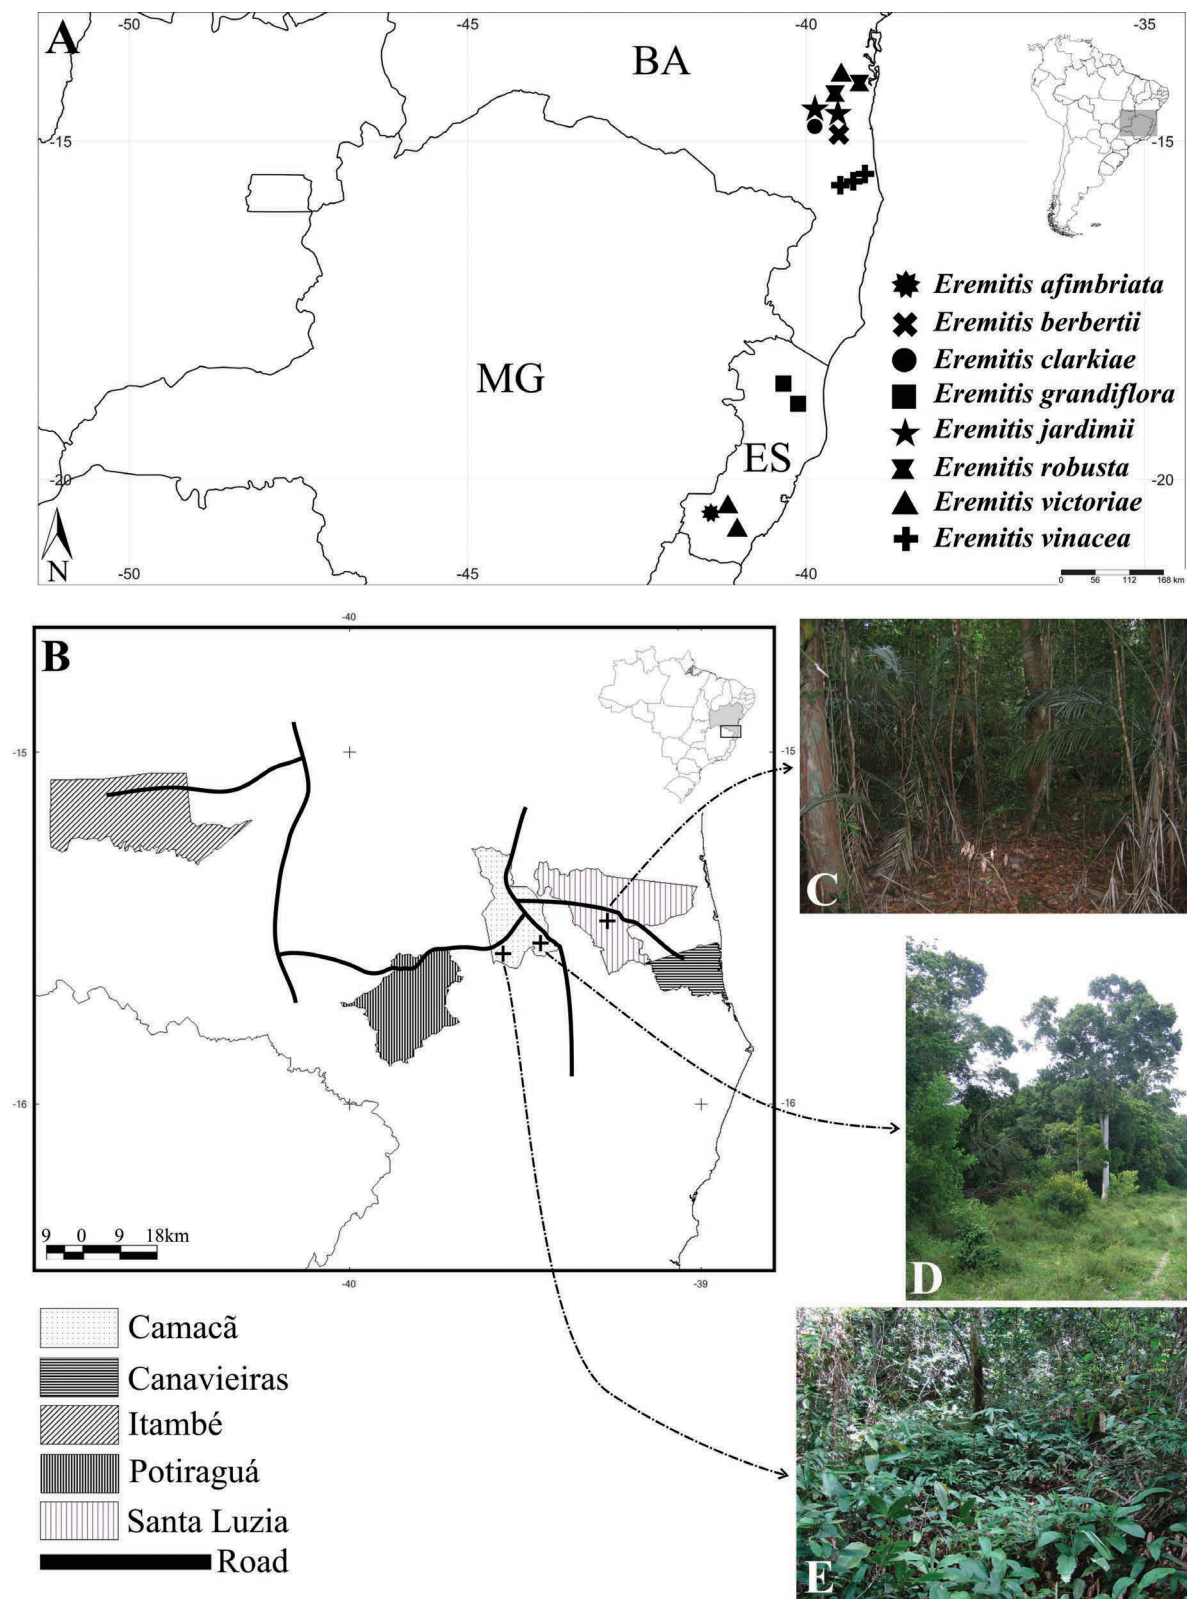 A
-50
-45
-40
-35
BA
-15
-15
MG
ES
-20
-20
Eremitis afimbriata
Eremitis berbertii
Eremitis clarkiae
Eremitis grandiflora
Eremitis jardimii
Eremitis robusta
Eremitis victoriae
Eremitis vinacea
N
-50
-45
-40
0 56 112 168 km
-40
B
-15
-15
C
-16
-16
D
9 0 9 18km
-40
-39
Camacã
Canavieiras
Itambé
Potiraguá
Santa Luzia
Road
E